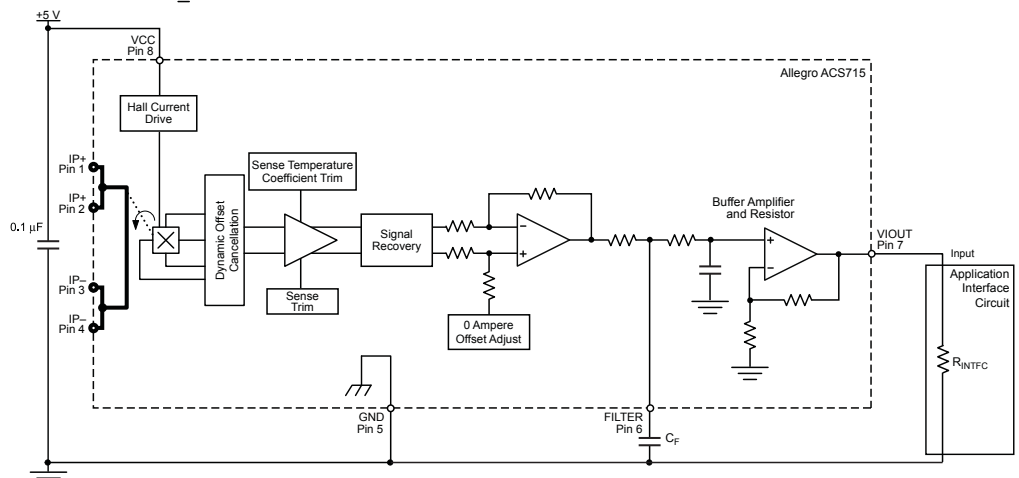 +5 V
VCC
Pin 8
Allegro ACS715
Hall Current
Drive
IP+
Pin 1
IP+
Pin 2
IP–
Pin 3
IP–
Pin 4
0.1 µF
Dynamic Offset
Cancellation
Sense Temperature
Coefficient Trim
Sense
Trim
Signal
Recovery
0 Ampere
Offset Adjust
Buffer Amplifier
and Resistor
VIOUT
Pin 7
Input
Application
Interface
Circuit
RINTFC
GND
Pin 5
FILTER
Pin 6
CF